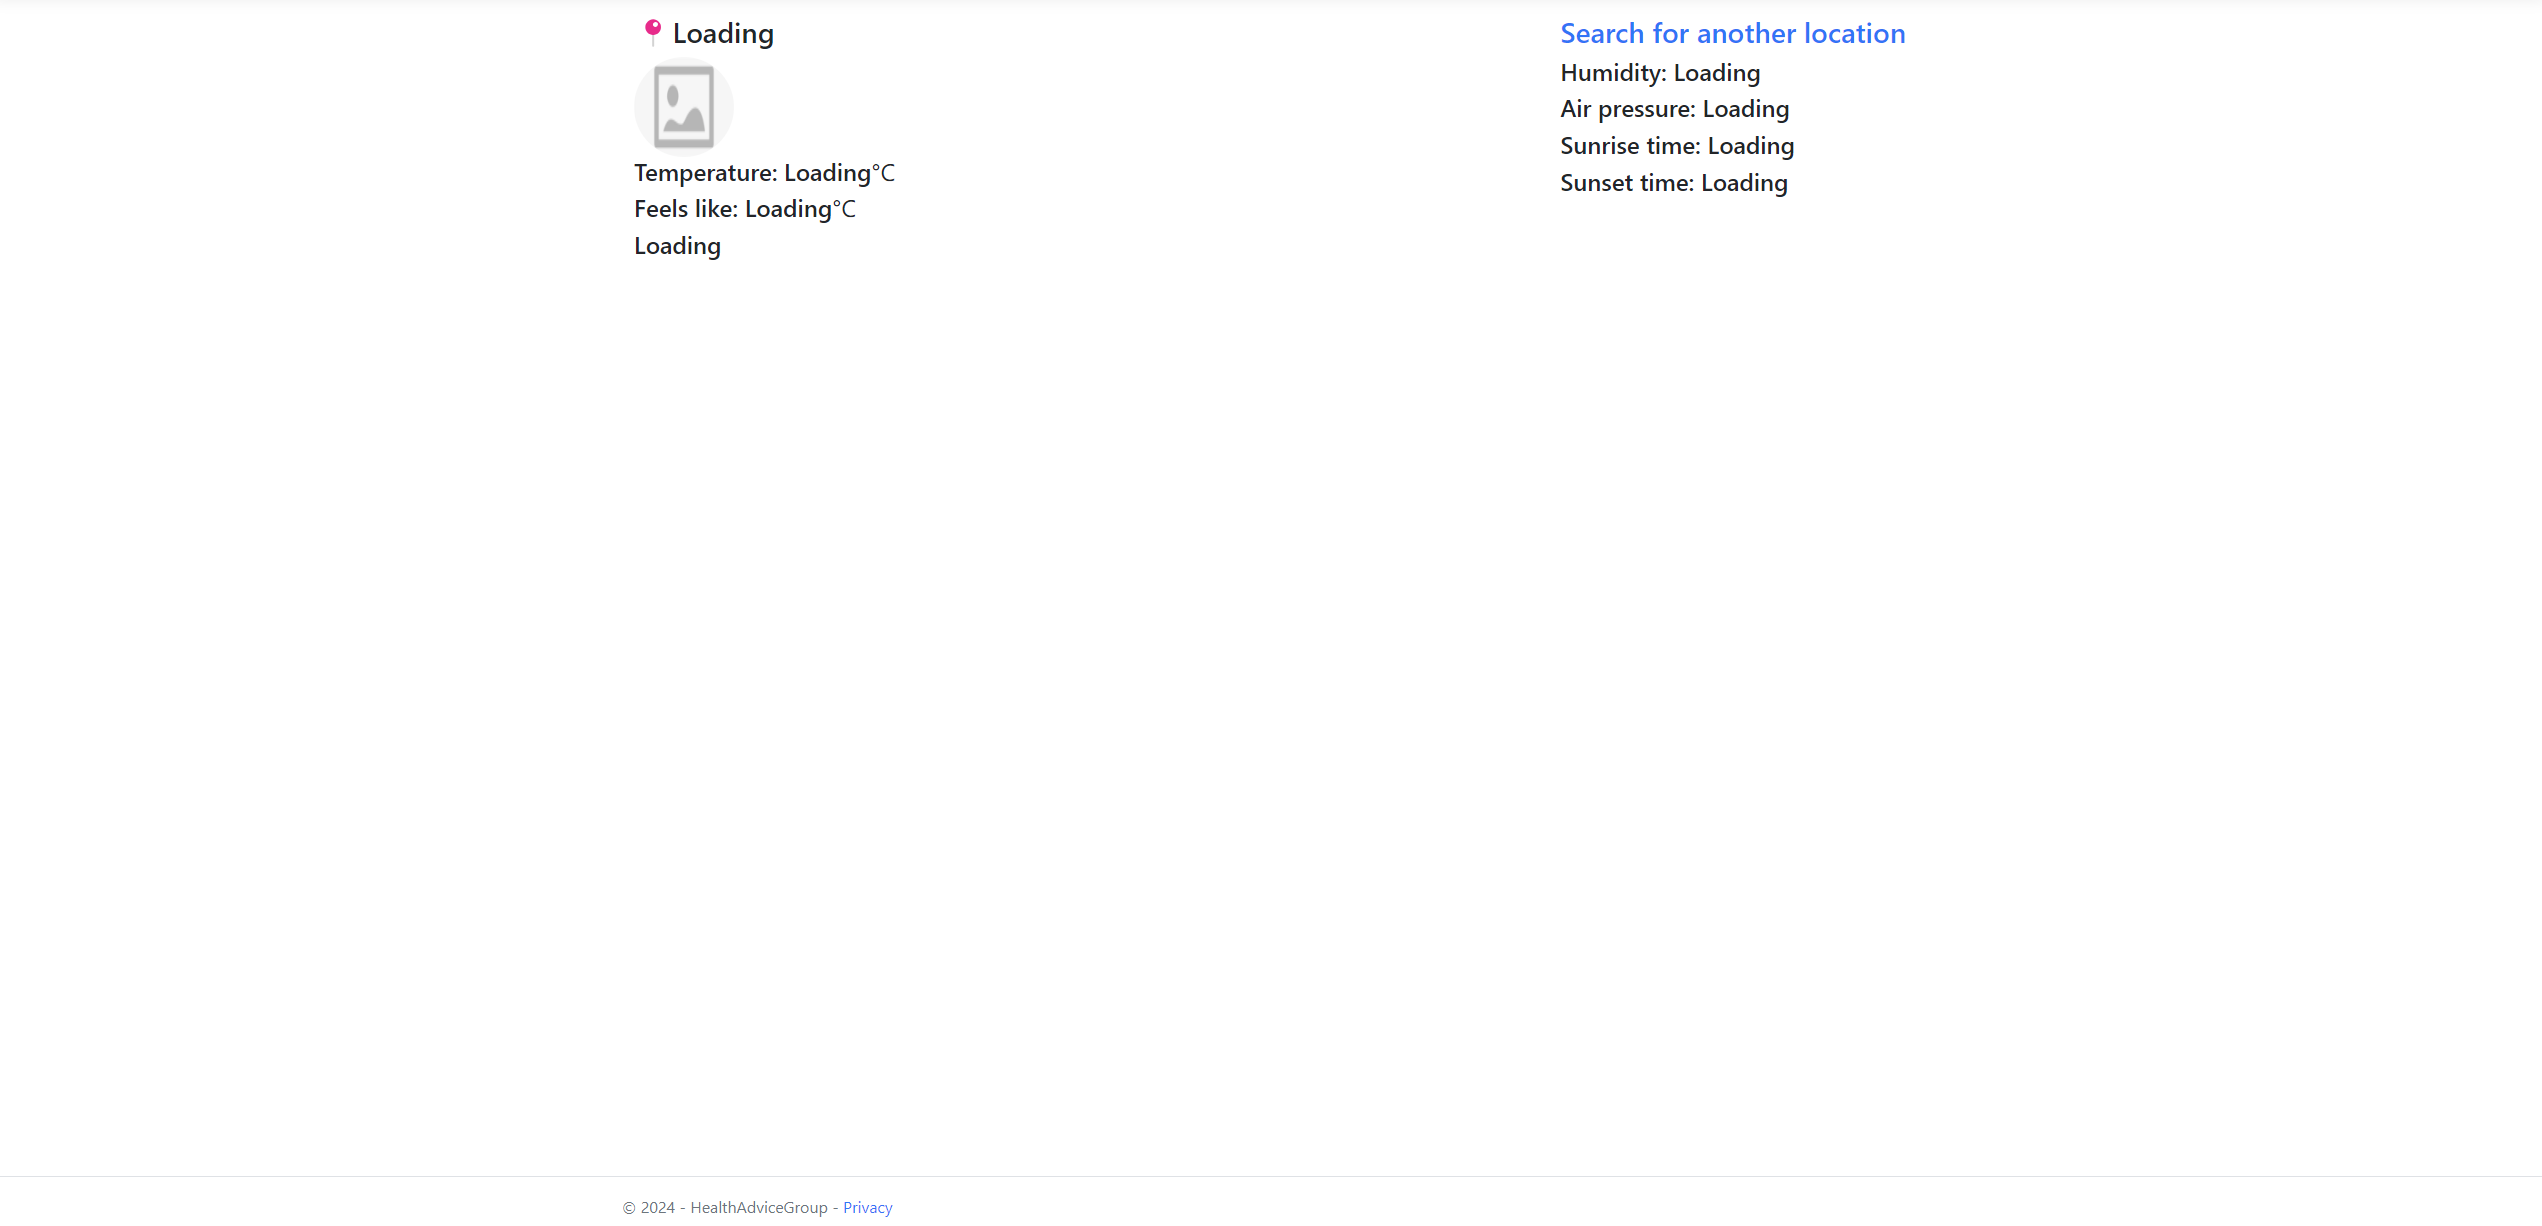 📍 Loading
Temperature: Loading°C
Feels like: Loading°C
Loading
Search for another location
Humidity: Loading
Air pressure: Loading
Sunrise time: Loading
Sunset time: Loading
© 2024 - HealthAdviceGroup - Privacy